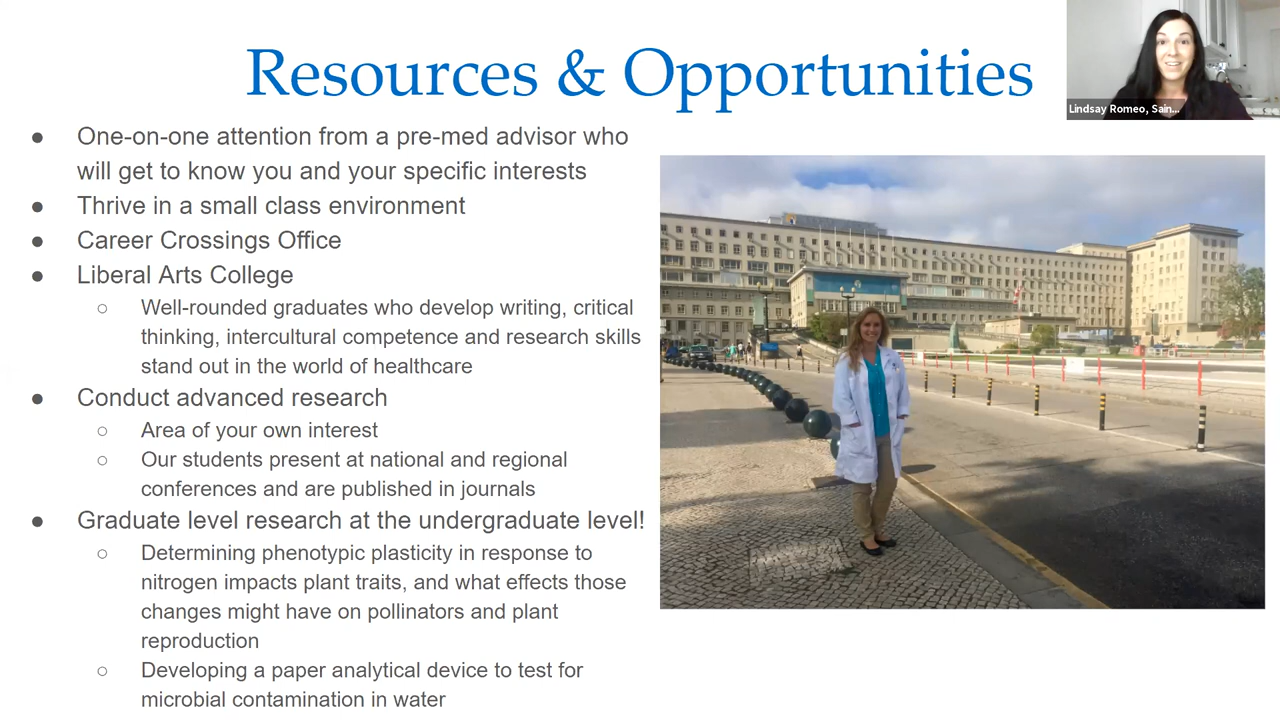 Resources & Opportunities
Lindsay Romeo, Sain...
● One-on-one attention from a pre-med advisor who
will get to know you and your specific interests
● Thrive in a small class environment
● Career Crossings Office
● Liberal Arts College
○ Well-rounded graduates who develop writing, critical
thinking, intercultural competence and research skills
stand out in the world of healthcare
● Conduct advanced research
○ Area of your own interest
○ Our students present at national and regional
conferences and are published in journals
● Graduate level research at the undergraduate level!
○ Determining phenotypic plasticity in response to
nitrogen impacts plant traits, and what effects those
changes might have on pollinators and plant
reproduction
○ Developing a paper analytical device to test for
microbial contamination in water